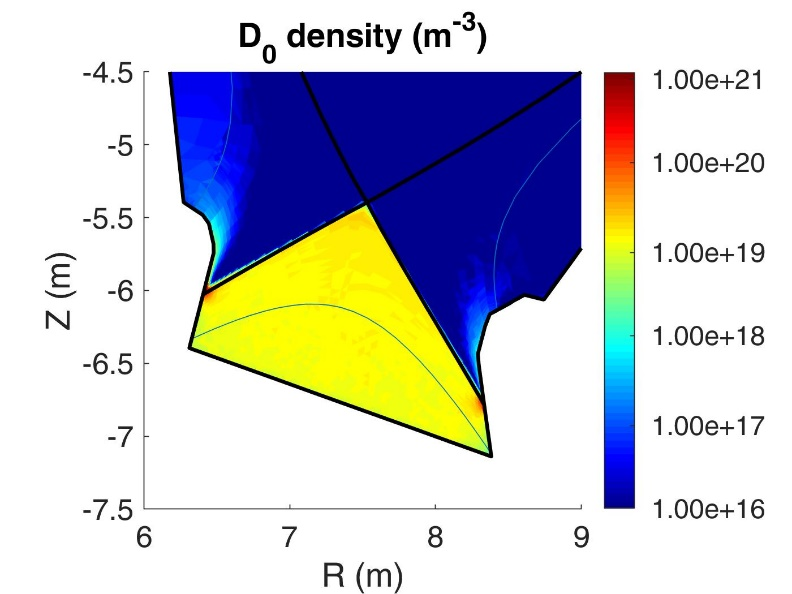 D0 density (m-3)
-4.5
-5
-5.5
-6
-6.5
-7
-7.5
Z (m)
6 7 8 9
R (m)
1.00e+21
1.00e+20
1.00e+19
1.00e+18
1.00e+17
1.00e+16